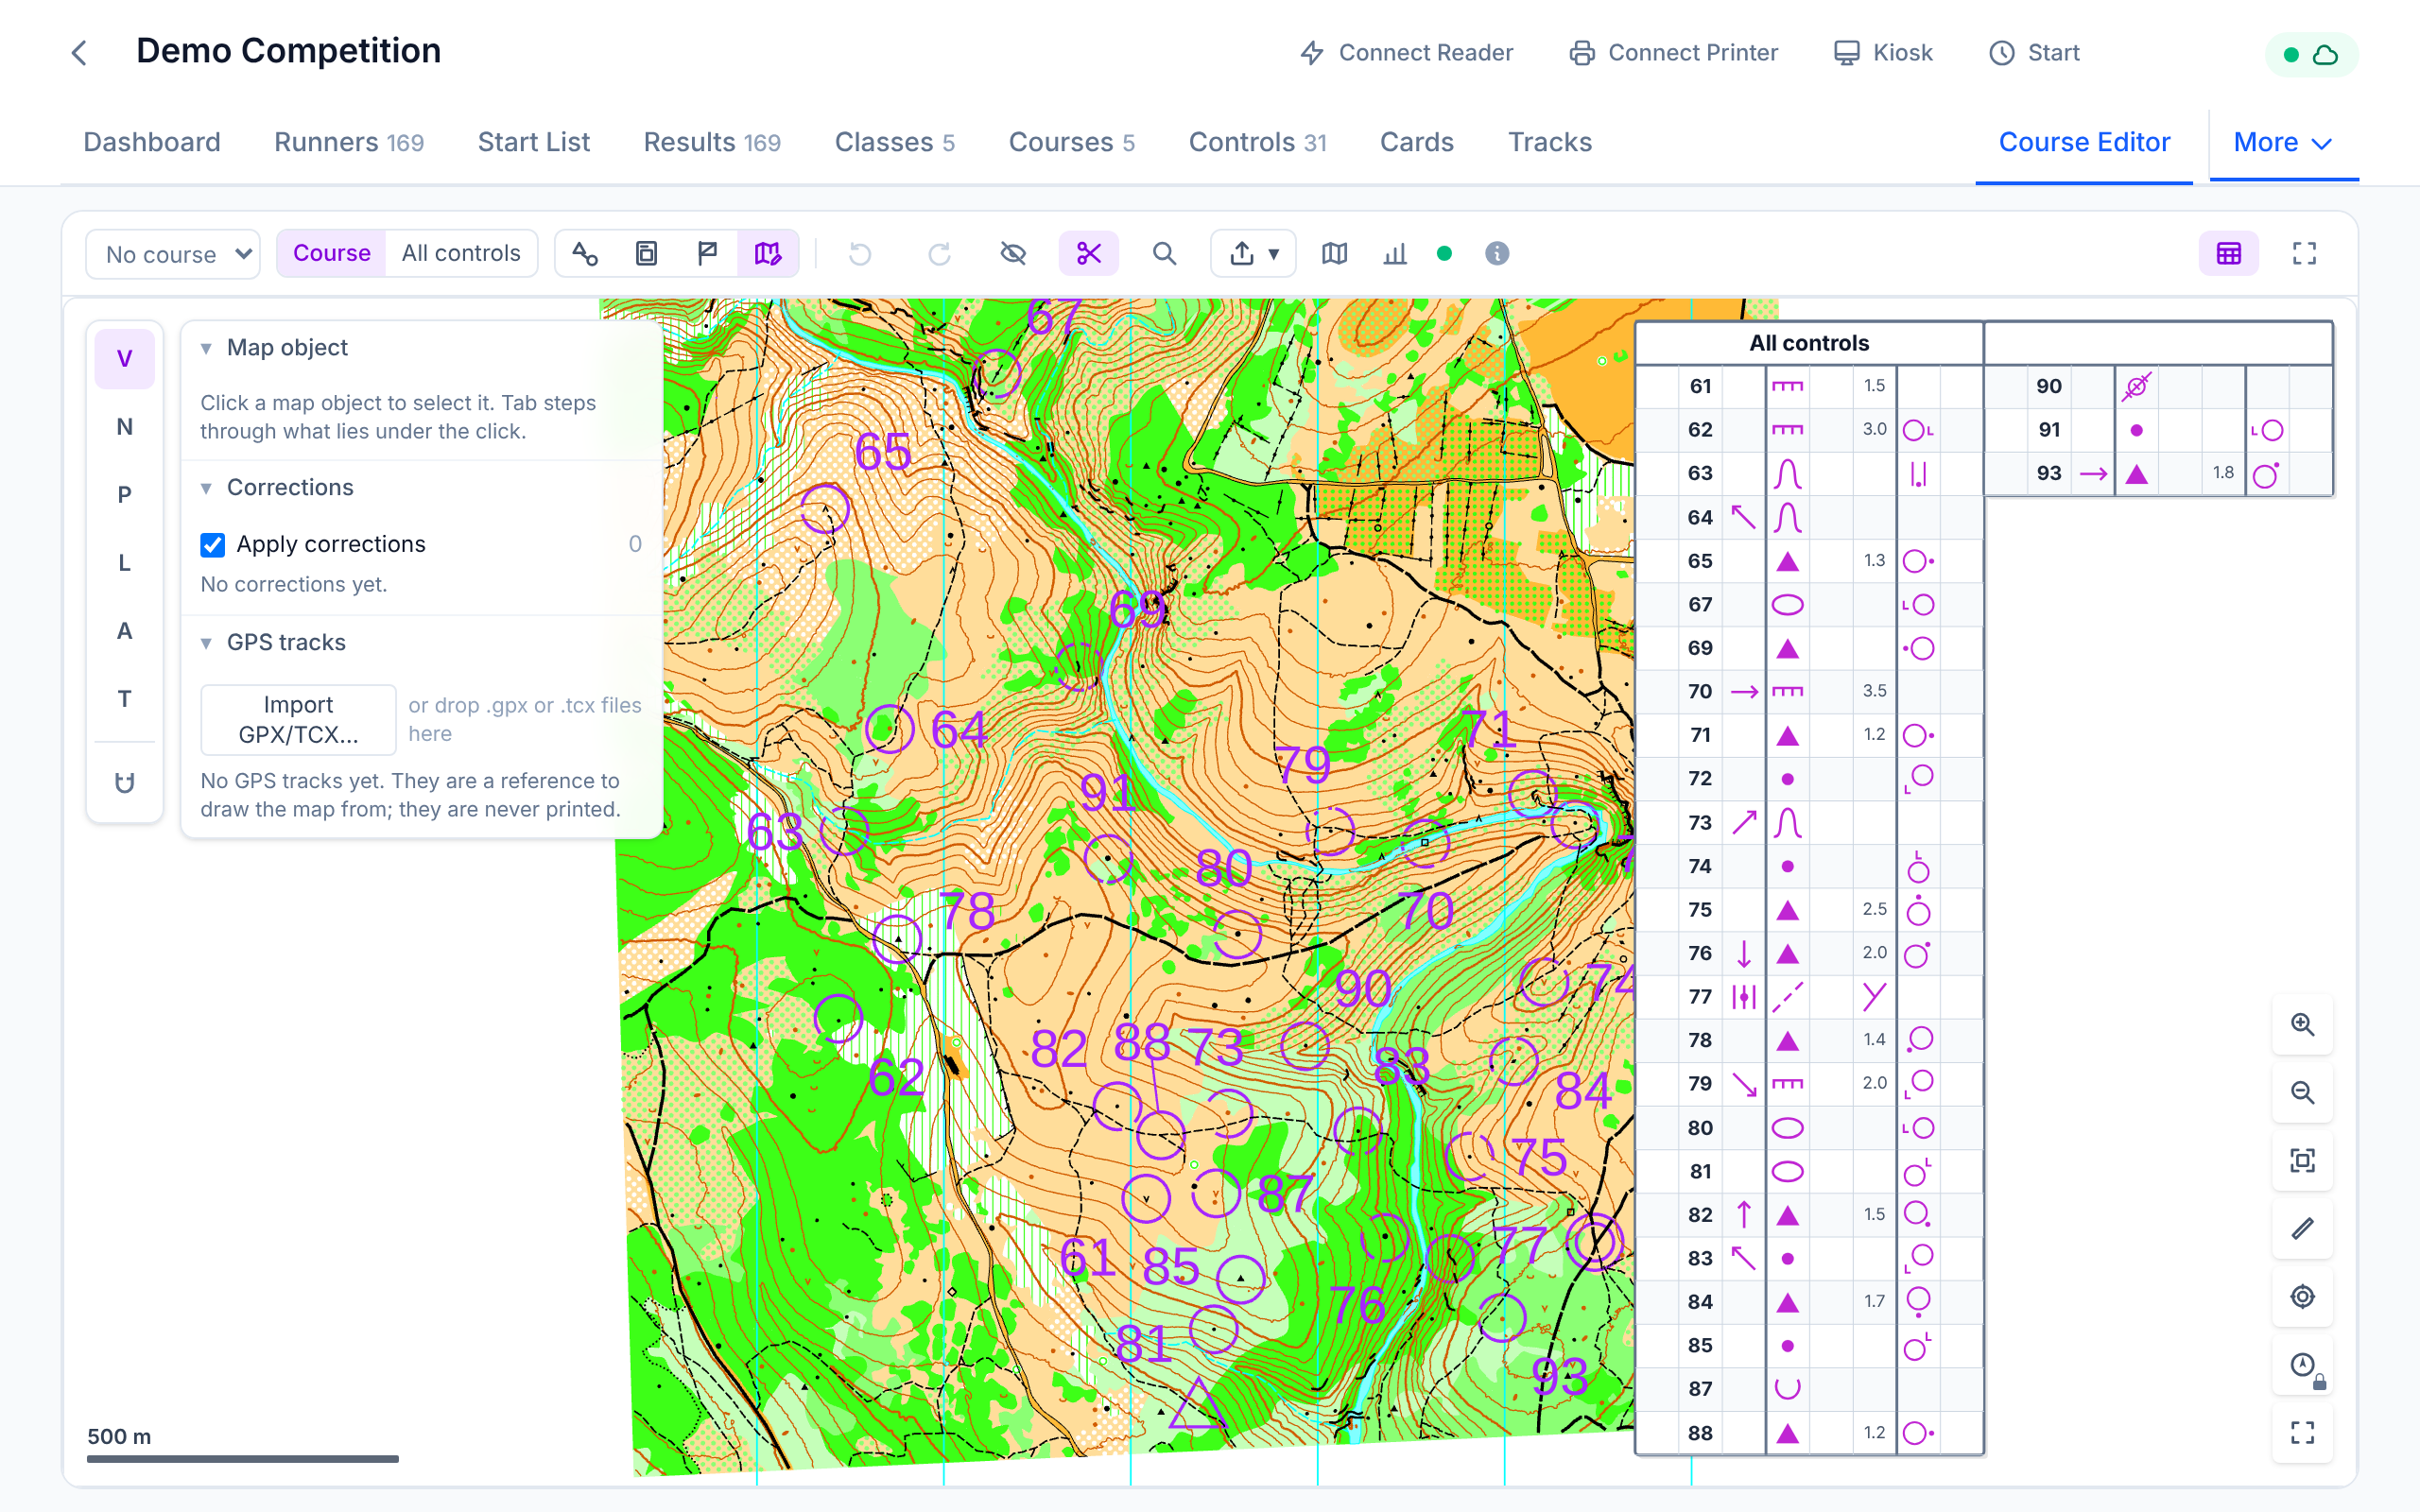 Demo Competition
Connect Reader
Connect Printer
Kiosk
Start
Dashboard
Runners 169
Start List
Results 169
Classes 5
Courses 5
Controls 31
Cards
Tracks
Course Editor
More
No course
Course
All controls
V
N
P
L
A
T
Map object
Click a map object to select it. Tab steps
through what lies under the click.
Corrections
Apply corrections 0
No corrections yet.
GPS tracks
Import
GPX/TCX...
or drop .gpx or .tcx files
here
No GPS tracks yet. They are a reference to
draw the map from; they are never printed.
67
65
69
64
71
79
91
63
80
78
70
90
74
82
88
73
83
62
84
75
87
77
61
85
76
81
93
500 m
All controls
61 1.5
62 3.0
63
64
65 1.3
67
69
70 3.5
71 1.2
72
73
74
75 2.5
76 2.0
77
78 1.4
79 2.0
80
81
82 1.5
83
84 1.7
85
87
88 1.2
90
91
93 1.8